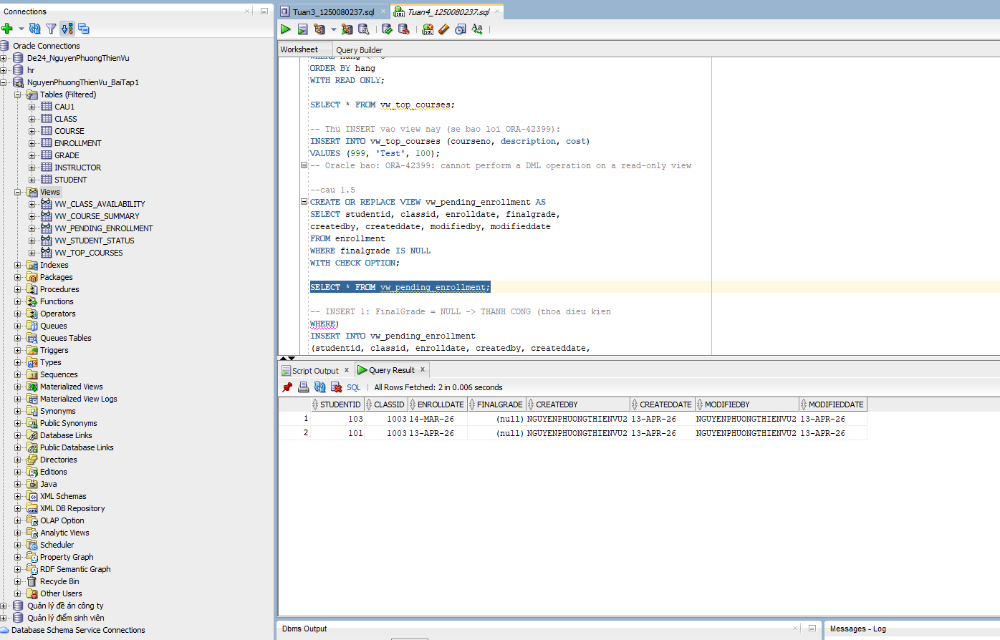 Connections
Oracle Connections
De24_NguyenPhuongThienVu
hr
NguyenPhuongThienVu_BaiTap1
Tables (Filtered)
CAU1
CLASS
COURSE
ENROLLMENT
GRADE
INSTRUCTOR
STUDENT
Views
VW_CLASS_AVAILABILITY
VW_COURSE_SUMMARY
VW_PENDING_ENROLLMENT
VW_STUDENT_STATUS
VW_TOP_COURSES
Indexes
Packages
Procedures
Functions
Operators
Queues
Queues Tables
Triggers
Types
Sequences
Materialized Views
Materialized View Logs
Synonyms
Public Synonyms
Database Links
Public Database Links
Directories
Editions
Java
XML Schemas
XML DB Repository
OLAP Option
Analytic Views
Scheduler
Property Graph
RDF Semantic Graph
Recycle Bin
Other Users
Quản lý đề án công ty
Quản lý điểm sinh viên
Database Schema Service Connections
Tuan3_1250080237.sql
Tuan4_1250080237.sql
Worksheet Query Builder
ORDER BY hang
WITH READ ONLY;
SELECT * FROM vw_top_courses;
-- Thu INSERT vao view nay (se bao loi ORA-42399):
INSERT INTO vw_top_courses (courseno, description, cost)
VALUES (999, 'Test', 100);
-- Oracle bao: ORA-42399: cannot perform a DML operation on a read-only view
--cau 1.5
CREATE OR REPLACE VIEW vw_pending_enrollment AS
SELECT studentid, classid, enrolldate, finalgrade,
createdby, createddate, modifiedby, modifieddate
FROM enrollment
WHERE finalgrade IS NULL
WITH CHECK OPTION;
SELECT * FROM vw_pending_enrollment;
-- INSERT 1: FinalGrade = NULL -> THANH CONG (thoa dieu kien
WHERE)
INSERT INTO vw_pending_enrollment
(studentid, classid, enrolldate, createdby, createddate,
Script Output x Query Result x
SQL | All Rows Fetched: 2 in 0.006 seconds
STUDENTID CLASSID ENROLLDATE FINALGRADE CREATEDBY CREATEDDATE MODIFIEDBY MODIFIEDDATE
1 103 1003 14-MAR-26 (null) NGUYENPHUONGTHIENVU2 13-APR-26 NGUYENPHUONGTHIENVU2 13-APR-26
2 101 1003 13-APR-26 (null) NGUYENPHUONGTHIENVU2 13-APR-26 NGUYENPHUONGTHIENVU2 13-APR-26
Dbms Output
Messages - Log